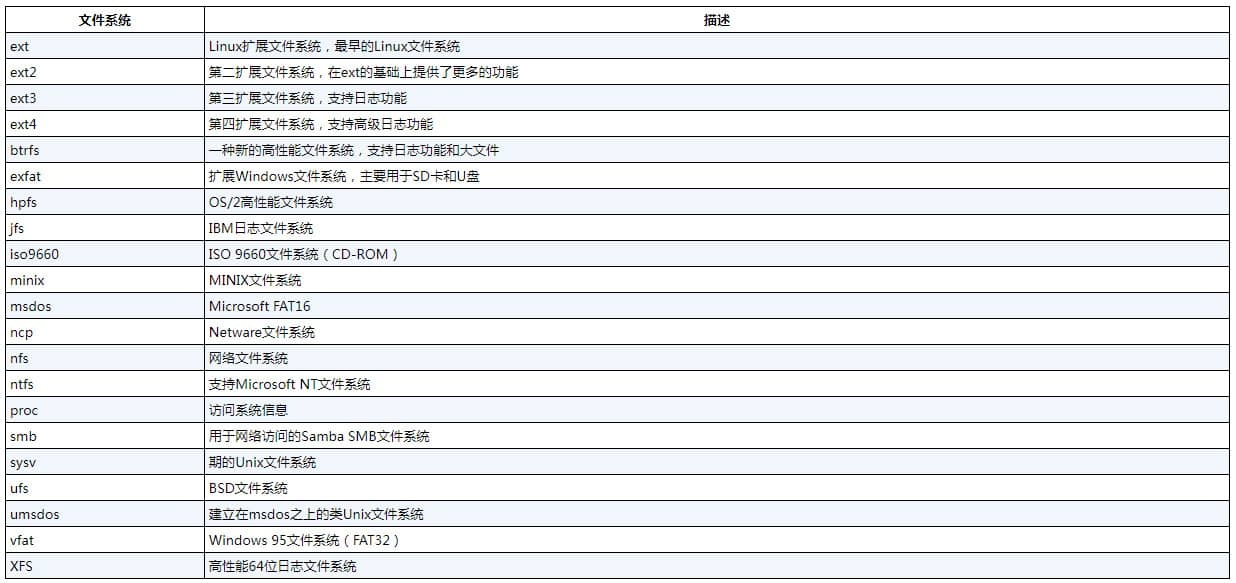 文件系统 描述
ext Linux扩展文件系统，最早的Linux文件系统
ext2 第二扩展文件系统，在ext的基础上提供了更多的功能
ext3 第三扩展文件系统，支持日志功能
ext4 第四扩展文件系统，支持高级日志功能
btrfs 一种新的高性能文件系统，支持日志功能和大文件
exfat 扩展Windows文件系统，主要用于SD卡和U盘
hpfs OS/2高性能文件系统
jfs IBM日志文件系统
iso9660 ISO 9660文件系统（CD-ROM）
minix MINIX文件系统
msdos Microsoft FAT16
ncp Netware文件系统
nfs 网络文件系统
ntfs 支持Microsoft NT文件系统
proc 访问系统信息
smb 用于网络访问的Samba SMB文件系统
sysv 期的Unix文件系统
ufs BSD文件系统
umsdos 建立在msdos之上的类Unix文件系统
vfat Windows 95文件系统（FAT32）
XFS 高性能64位日志文件系统